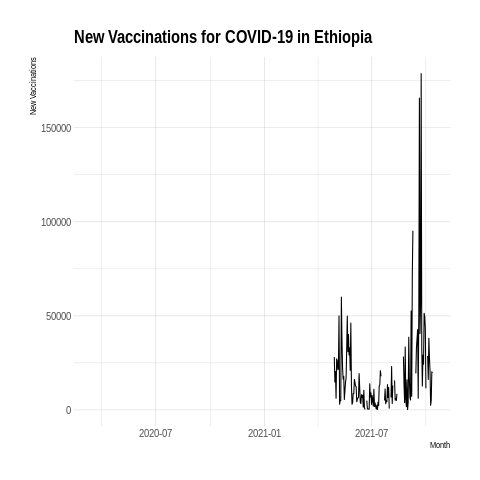 New Vaccinations for COVID-19 in Ethiopia
New Vaccinations
150000
100000
50000
0
2020-07
2021-01
2021-07
Month